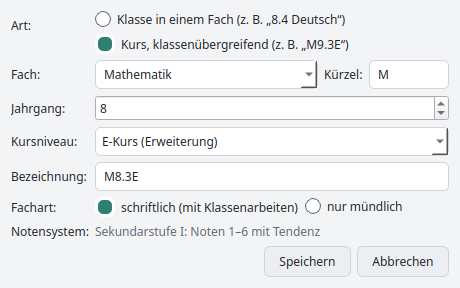 Art:
Klasse in einem Fach (z. B. „8.4 Deutsch“)
Kurs, klassenübergreifend (z. B. „M9.3E“)
Fach: Mathematik Kürzel: M
Jahrgang: 8
Kursniveau: E-Kurs (Erweiterung)
Bezeichnung: M8.3E
Fachart: schriftlich (mit Klassenarbeiten) nur mündlich
Notensystem: Sekundarstufe I: Noten 1–6 mit Tendenz
Speichern Abbrechen